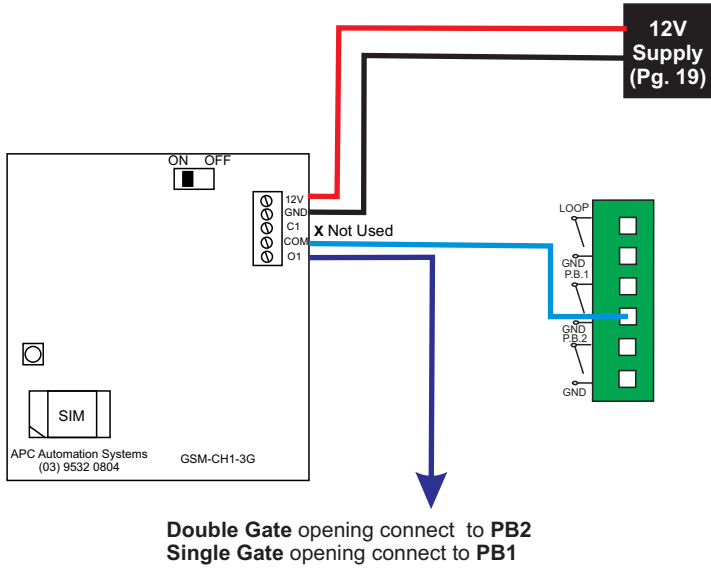 12V
Supply
(Pg. 19)
ON OFF
12V
GND
C1
X Not Used
COM
O1
LOOP
GND
P.B.1
GND
P.B.2
GND
SIM
APC Automation Systems
(03) 9532 0804
GSM-CH1-3G
Double Gate opening connect to PB2
Single Gate opening connect to PB1